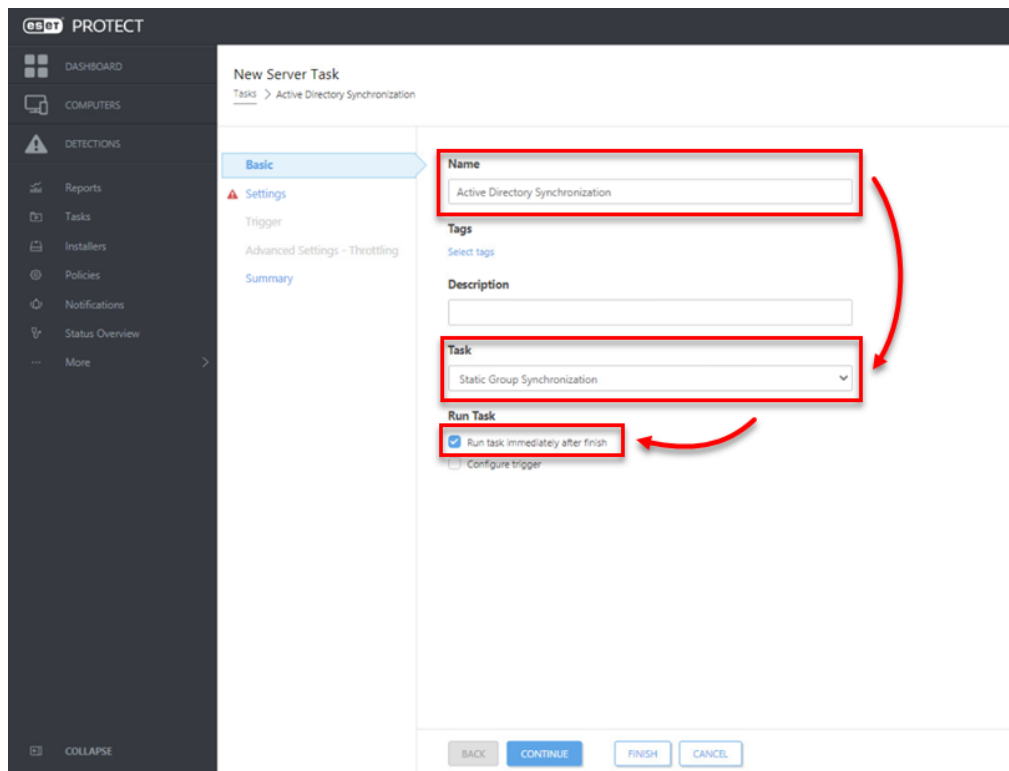 eset PROTECT
DASHBOARD
COMPUTERS
DETECTIONS
Reports
Tasks
Installers
Policies
Notifications
Status Overview
More
COLLAPSE
New Server Task
Tasks > Active Directory Synchronization
Basic
Settings
Trigger
Advanced Settings - Throttling
Summary
Name
Active Directory Synchronization
Tags
Select tags
Description
Task
Static Group Synchronization
Run Task
Run task immediately after finish
Configure trigger
BACK CONTINUE FINISH CANCEL